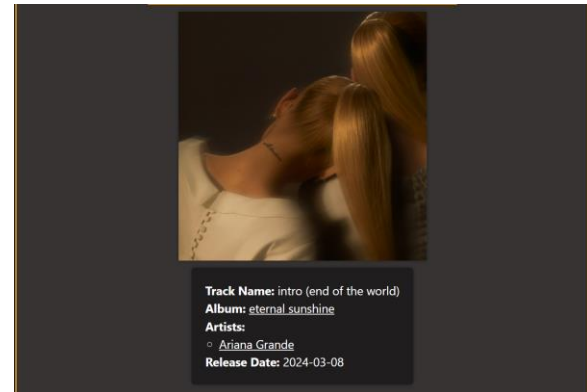 Track Name: intro (end of the world)
Album: eternal sunshine
Artists:
○ Ariana Grande
Release Date: 2024-03-08